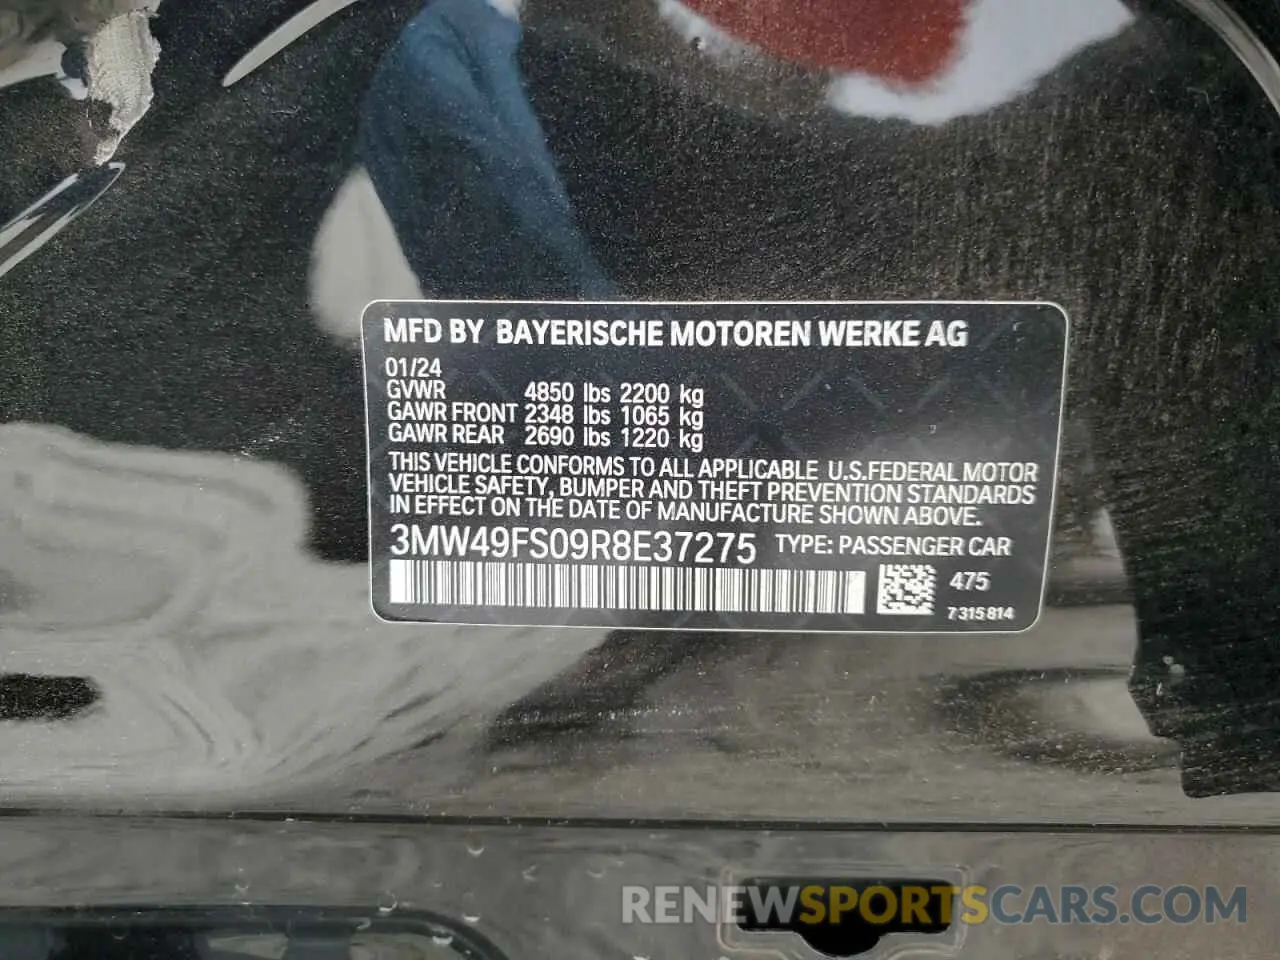 MFD BY BAYERISCHE MOTOREN WERKE AG
01/24
GVWR 4850 lbs 2200 kg
GAWR FRONT 2348 lbs 1065 kg
GAWR REAR 2690 lbs 1220 kg
THIS VEHICLE CONFORMS TO ALL APPLICABLE U.S.FEDERAL MOTOR
VEHICLE SAFETY, BUMPER AND THEFT PREVENTION STANDARDS
IN EFFECT ON THE DATE OF MANUFACTURE SHOWN ABOVE.
3MW49FS09R8E37275 TYPE: PASSENGER CAR
475
7 315 814
RENEWSPORTSCARS.COM